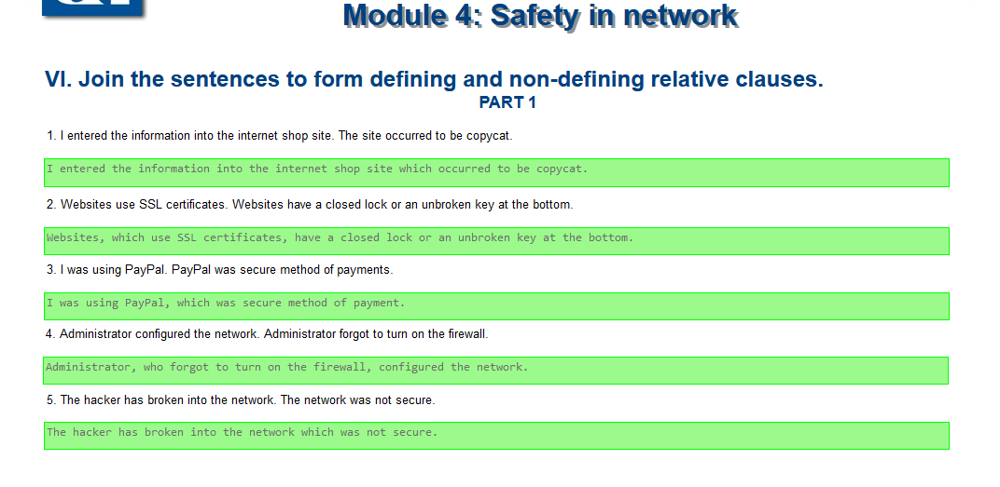 Module 4: Safety in network
VI. Join the sentences to form defining and non-defining relative clauses.
PART 1
1. I entered the information into the internet shop site. The site occurred to be copycat.
I entered the information into the internet shop site which occurred to be copycat.
2. Websites use SSL certificates. Websites have a closed lock or an unbroken key at the bottom.
Websites, which use SSL certificates, have a closed lock or an unbroken key at the bottom.
3. I was using PayPal. PayPal was secure method of payments.
I was using PayPal, which was secure method of payment.
4. Administrator configured the network. Administrator forgot to turn on the firewall.
Administrator, who forgot to turn on the firewall, configured the network.
5. The hacker has broken into the network. The network was not secure.
The hacker has broken into the network which was not secure.